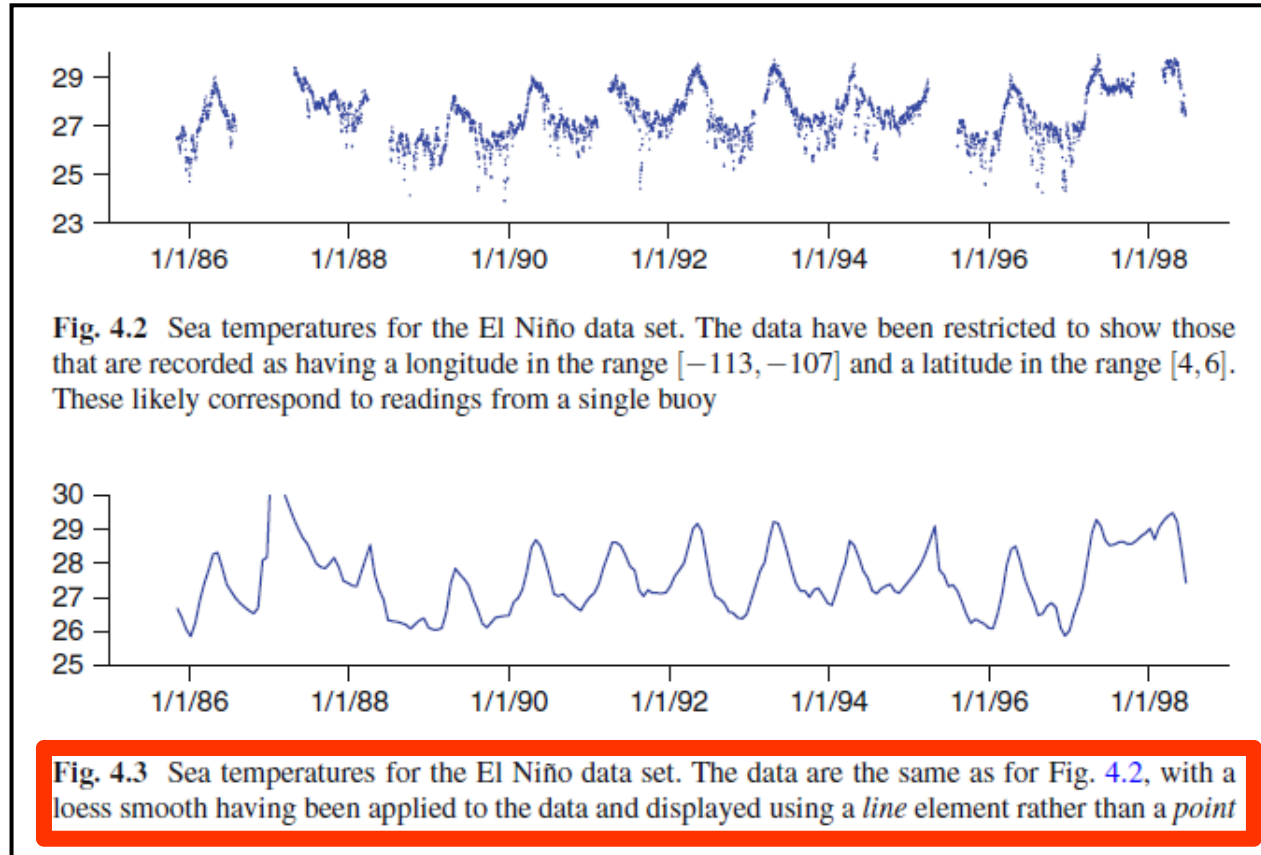 29
27
25
23
1/1/86 1/1/88 1/1/90 1/1/92 1/1/94 1/1/96 1/1/98
Fig. 4.2 Sea temperatures for the El Niño data set. The data have been restricted to show those
that are recorded as having a longitude in the range [−113,−107] and a latitude in the range [4,6].
These likely correspond to readings from a single buoy
30
29
28
27
26
25
1/1/86 1/1/88 1/1/90 1/1/92 1/1/94 1/1/96 1/1/98
Fig. 4.3 Sea temperatures for the El Niño data set. The data are the same as for Fig. 4.2, with a
loess smooth having been applied to the data and displayed using a line element rather than a point